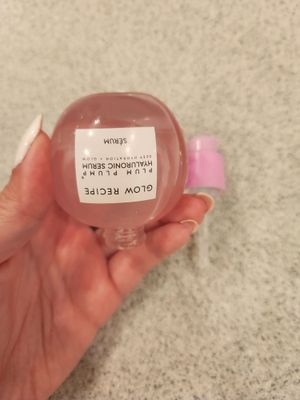 GLOW RECIPE
PLUM PLUMP®
HYALURONIC SERUM
DEEP HYDRATION + GLOW
SÉRUM